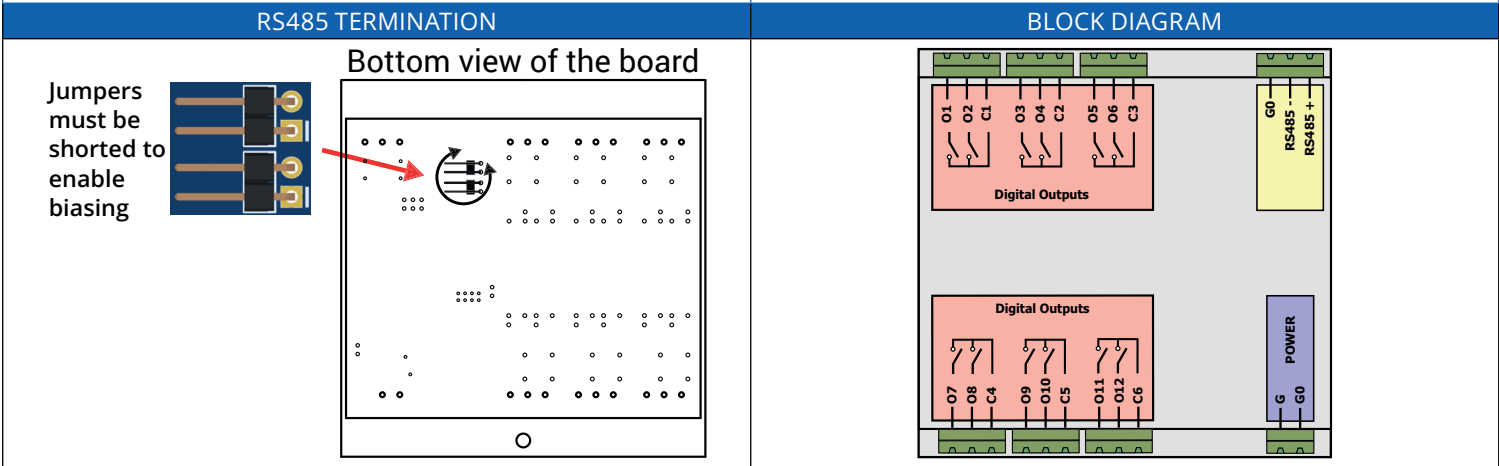 RS485 TERMINATION
Bottom view of the board
Jumpers
must be
shorted to
enable
biasing
BLOCK DIAGRAM
O1
O2
C1
O3
O4
C2
O5
O6
C3
Digital Outputs
G0
RS485 -
RS485 +
Digital Outputs
O7
O8
C4
O9
O10
C5
O11
O12
C6
POWER
G
G0